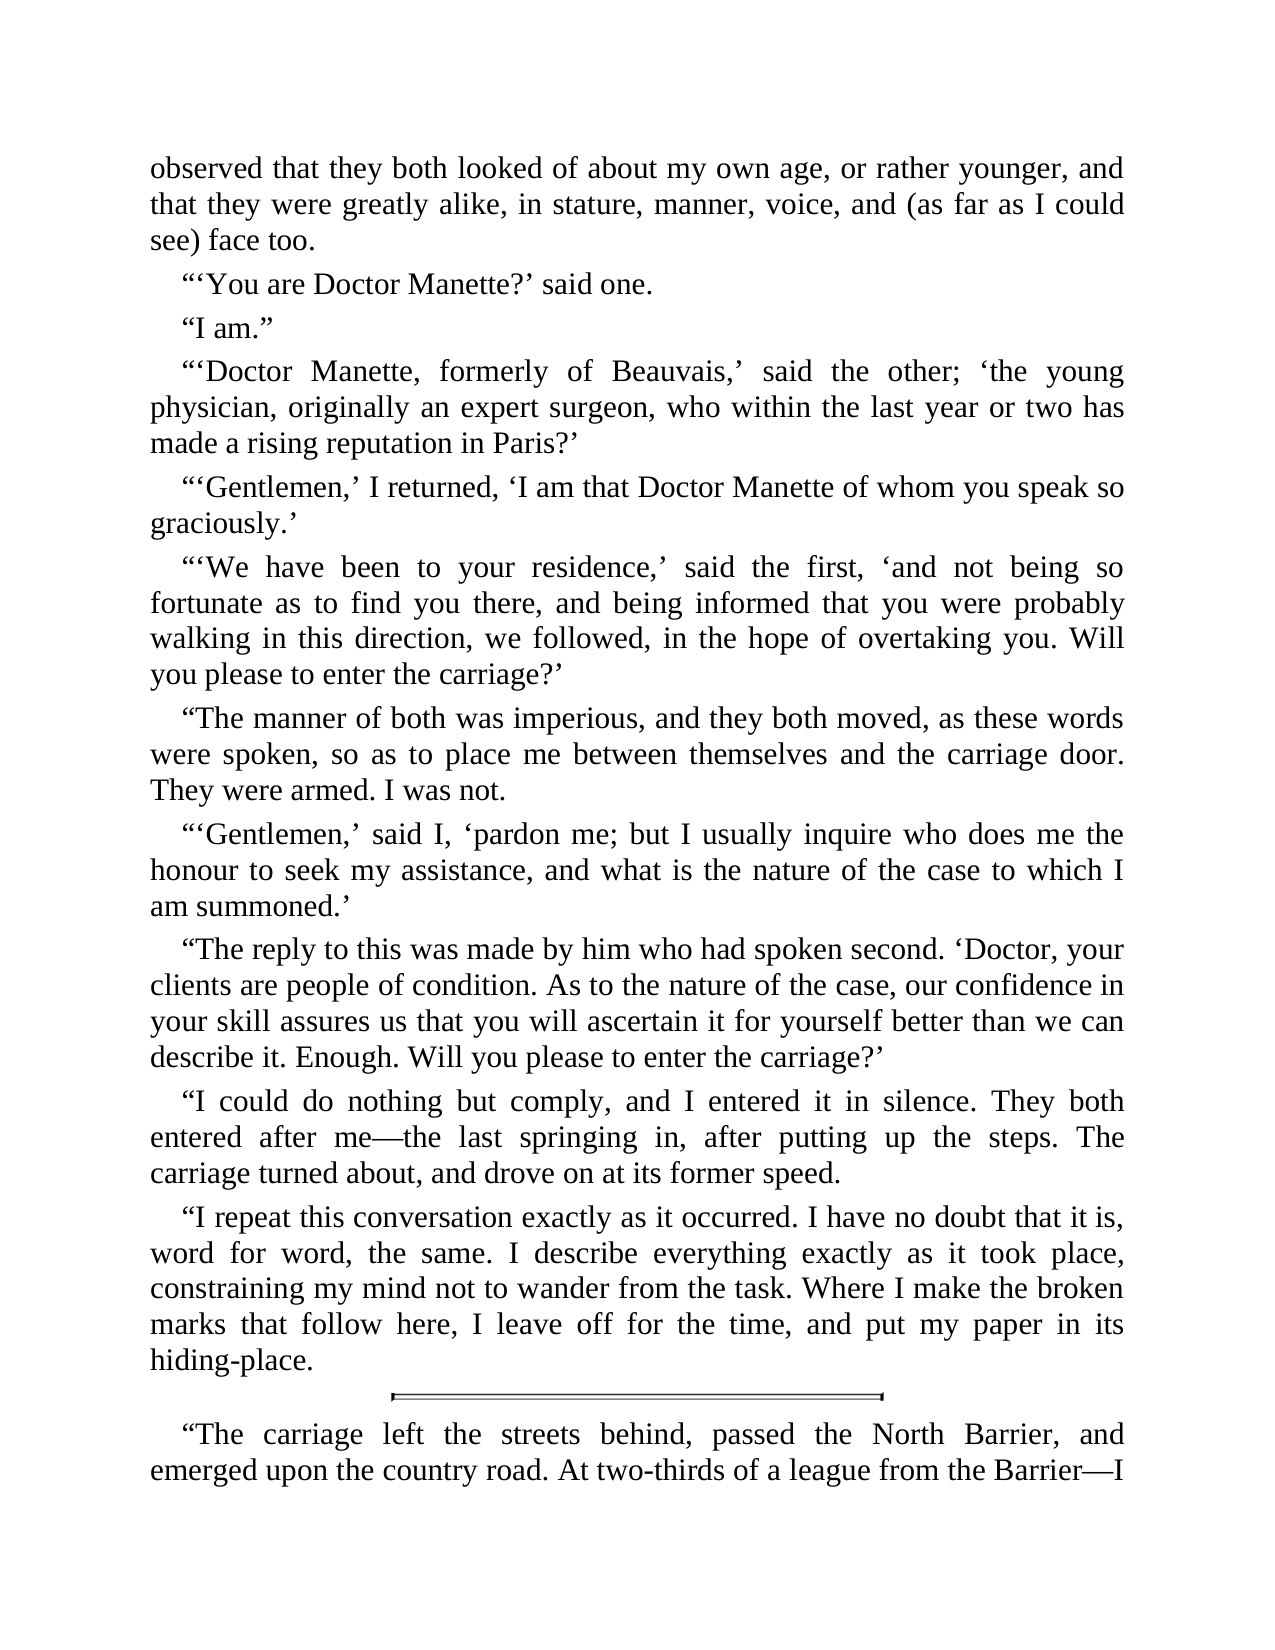 observed that they both looked of about my own age, or rather younger, and
that they were greatly alike, in stature, manner, voice, and (as far as I could
see) face too.
“‘You are Doctor Manette?’ said one.
“I am.”
“‘Doctor Manette, formerly of Beauvais,’ said the other; ‘the young
physician, originally an expert surgeon, who within the last year or two has
made a rising reputation in Paris?’
“‘Gentlemen,’ I returned, ‘I am that Doctor Manette of whom you speak so
graciously.’
“‘We have been to your residence,’ said the first, ‘and not being so
fortunate as to find you there, and being informed that you were probably
walking in this direction, we followed, in the hope of overtaking you. Will
you please to enter the carriage?’
“The manner of both was imperious, and they both moved, as these words
were spoken, so as to place me between themselves and the carriage door.
They were armed. I was not.
“‘Gentlemen,’ said I, ‘pardon me; but I usually inquire who does me the
honour to seek my assistance, and what is the nature of the case to which I
am summoned.’
“The reply to this was made by him who had spoken second. ‘Doctor, your
clients are people of condition. As to the nature of the case, our confidence in
your skill assures us that you will ascertain it for yourself better than we can
describe it. Enough. Will you please to enter the carriage?’
“I could do nothing but comply, and I entered it in silence. They both
entered after me—the last springing in, after putting up the steps. The
carriage turned about, and drove on at its former speed.
“I repeat this conversation exactly as it occurred. I have no doubt that it is,
word for word, the same. I describe everything exactly as it took place,
constraining my mind not to wander from the task. Where I make the broken
marks that follow here, I leave off for the time, and put my paper in its
hiding-place.
“The carriage left the streets behind, passed the North Barrier, and
emerged upon the country road. At two-thirds of a league from the Barrier—I